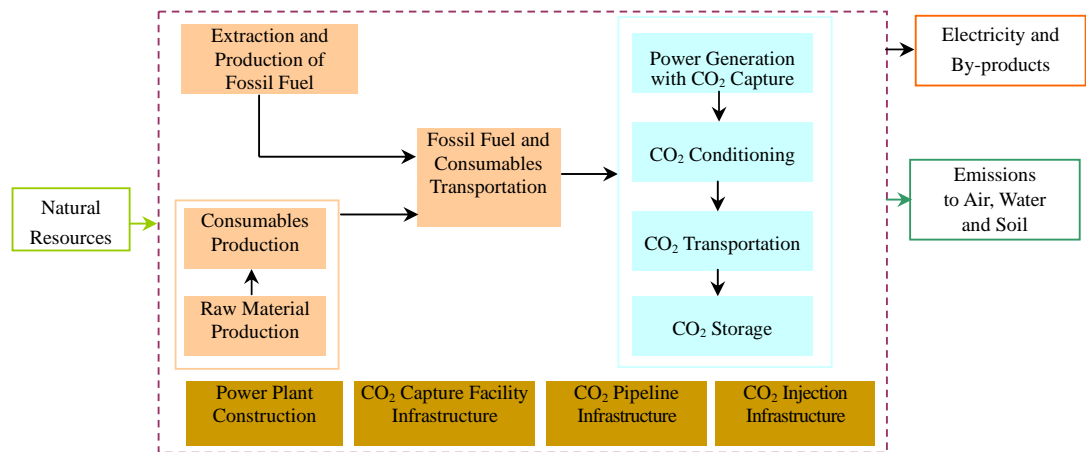 Extraction and
Production of
Fossil Fuel
Power Generation
with CO₂ Capture
Electricity and
By-products
Fossil Fuel and
Consumables
Transportation
CO₂ Conditioning
Natural
Resources
Consumables
Production
Emissions
to Air, Water
and Soil
CO₂ Transportation
Raw Material
Production
CO₂ Storage
Power Plant
Construction
CO₂ Capture Facility
Infrastructure
CO₂ Pipeline
Infrastructure
CO₂ Injection
Infrastructure